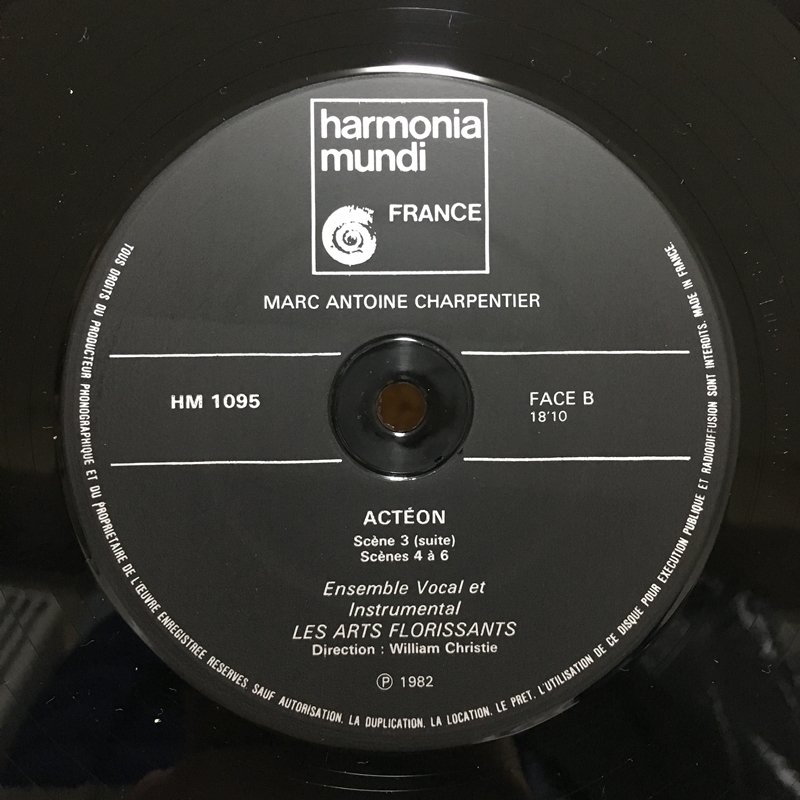 harmonia
mundi
FRANCE
MARC ANTOINE CHARPENTIER
HM 1095
FACE B
18'10
ACTÉON
Scène 3 (suite)
Scènes 4 à 6
Ensemble Vocal et
Instrumental
LES ARTS FLORISSANTS
Direction : William Christie
℗ 1982
TOUS DROITS DU PRODUCTEUR PHONOGRAPHIQUE ET DU PROPRIETAIRE DE L'ŒUVRE ENREGISTREE RESERVES. SAUF AUTORISATION. LA DUPLICATION. LA LOCATION. LE PRET. L'UTILISATION DE CE DISQUE POUR EXECUTION PUBLIQUE ET RADIODIFFUSION SONT INTERDITS. MADE IN FRANCE.